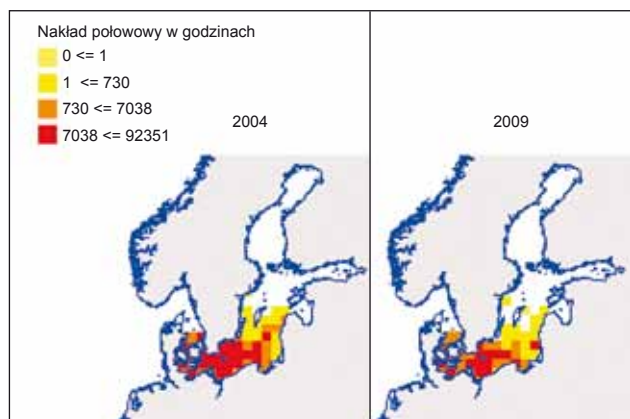 Nakład połowowy w godzinach
0 <= 1
1 <= 730
730 <= 7038
7038 <= 92351
2004
2009